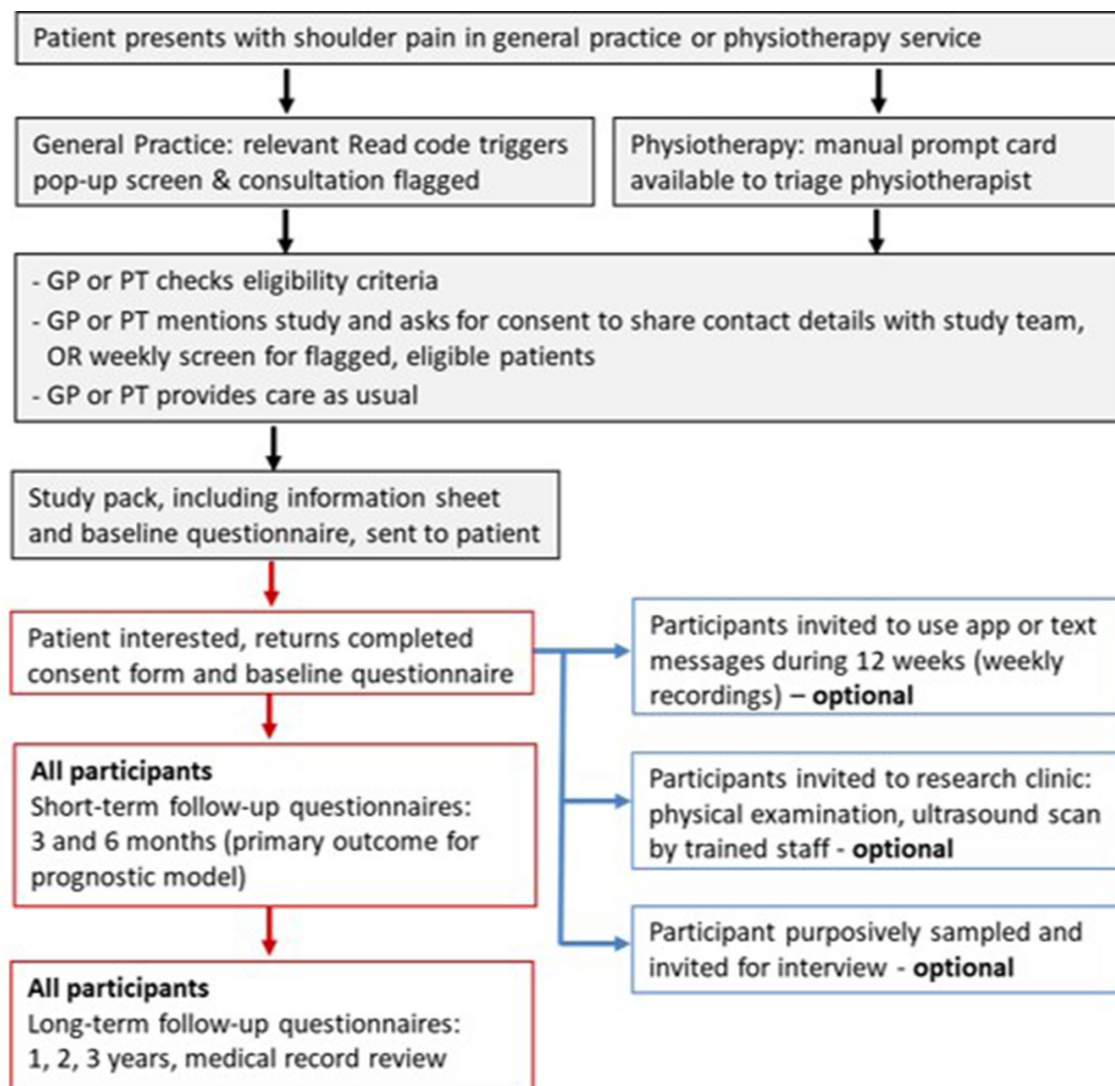 Patient presents with shoulder pain in general practice or physiotherapy service
General Practice: relevant Read code triggers
pop-up screen & consultation flagged
Physiotherapy: manual prompt card
available to triage physiotherapist
- GP or PT checks eligibility criteria
- GP or PT mentions study and asks for consent to share contact details with study team,
OR weekly screen for flagged, eligible patients
- GP or PT provides care as usual
Study pack, including information sheet
and baseline questionnaire, sent to patient
Patient interested, returns completed
consent form and baseline questionnaire
Participants invited to use app or text
messages during 12 weeks (weekly
recordings) – optional
All participants
Short-term follow-up questionnaires:
3 and 6 months (primary outcome for
prognostic model)
Participants invited to research clinic:
physical examination, ultrasound scan
by trained staff - optional
Participant purposively sampled and
invited for interview - optional
All participants
Long-term follow-up questionnaires:
1, 2, 3 years, medical record review